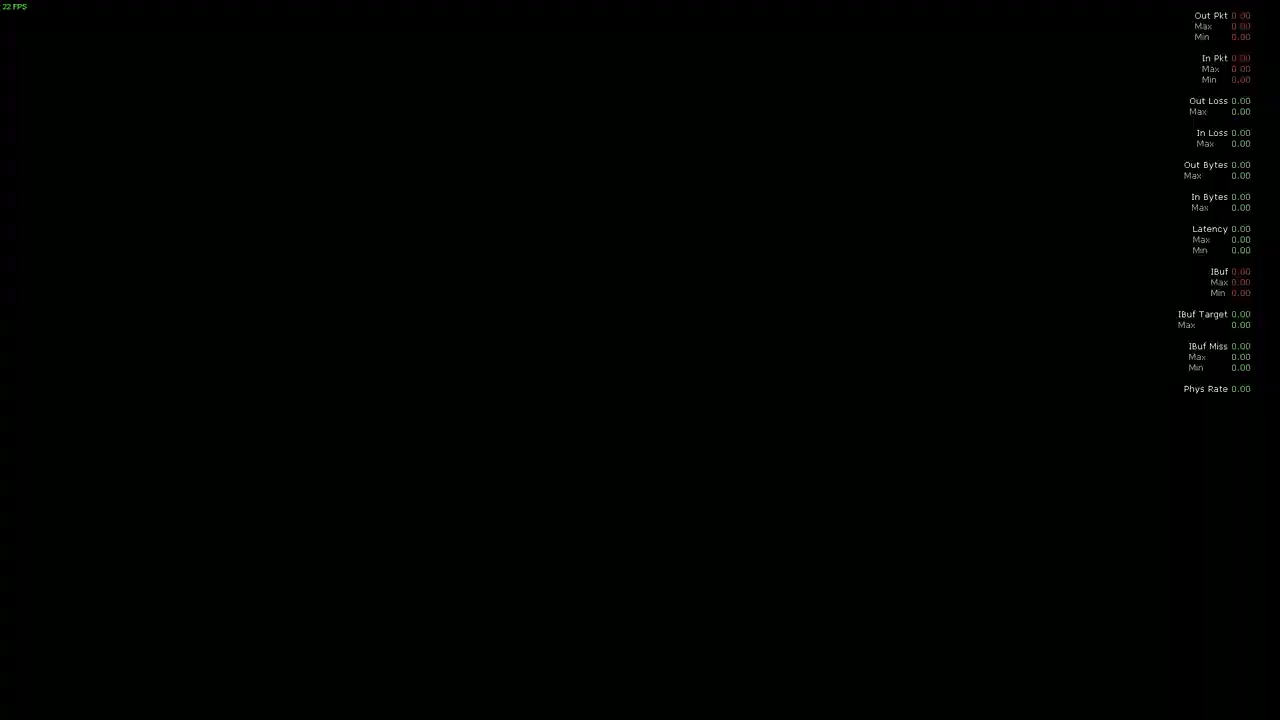 22 FPS
Out Pkt 0.00
Max 0.00
Min 0.00
In Pkt 0.00
Max 0.00
Min 0.00
Out Loss 0.00
Max 0.00
In Loss 0.00
Max 0.00
Out Bytes 0.00
Max 0.00
In Bytes 0.00
Max 0.00
Latency 0.00
Max 0.00
Min 0.00
IBuf 0.00
Max 0.00
Min 0.00
IBuf Target 0.00
Max 0.00
IBuf Miss 0.00
Max 0.00
Min 0.00
Phys Rate 0.00